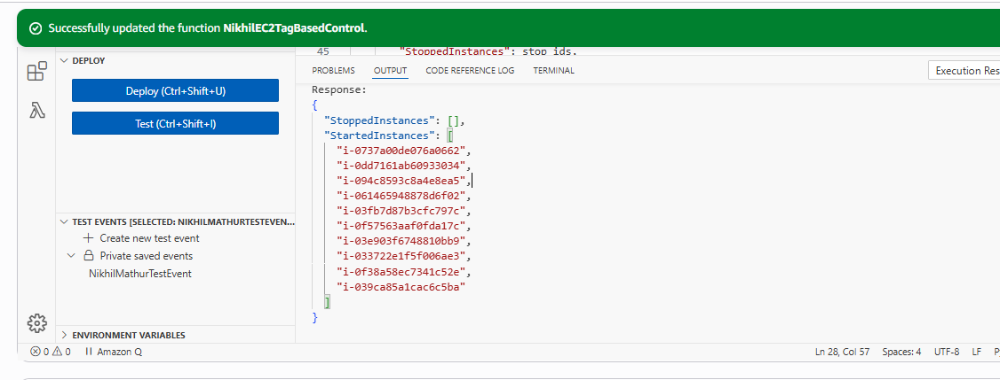 Successfully updated the function NikhilEC2TagBasedControl.
DEPLOY
Deploy (Ctrl+Shift+U)
Test (Ctrl+Shift+I)
TEST EVENTS [SELECTED: NIKHILMATHURTESTEVEN...
Create new test event
Private saved events
NikhilMathurTestEvent
ENVIRONMENT VARIABLES
45 "StoppedInstances": stop_ids,
PROBLEMS OUTPUT CODE REFERENCE LOG TERMINAL
Execution Res
Response:
{
"StoppedInstances": [],
"StartedInstances": [
"i-0737a00de076a0662",
"i-0dd7161ab60933034",
"i-094c8593c8a4e8ea5",
"i-061465948878d6f02",
"i-03fb7d87b3cfc797c",
"i-0f57563aaf0fda17c",
"i-03e903f6748810bb9",
"i-033722e1f5f006ae3",
"i-0f38a58ec7341c52e",
"i-039ca85a1cac6c5ba"
]
}
0 0 Amazon Q Ln 28, Col 57 Spaces: 4 UTF-8 LF